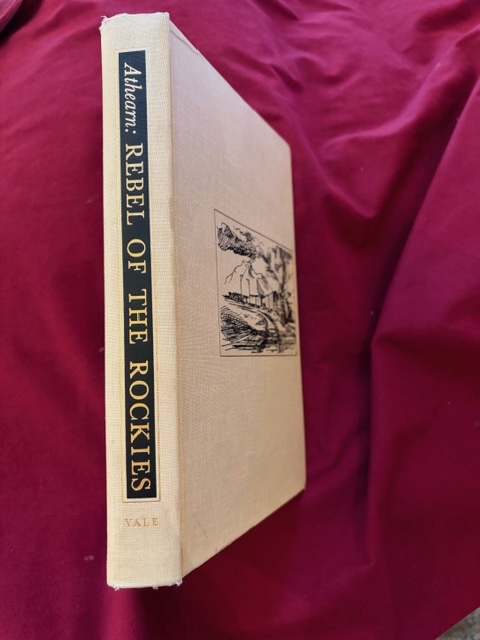 Athearn: REBEL OF THE ROCKIES
YALE